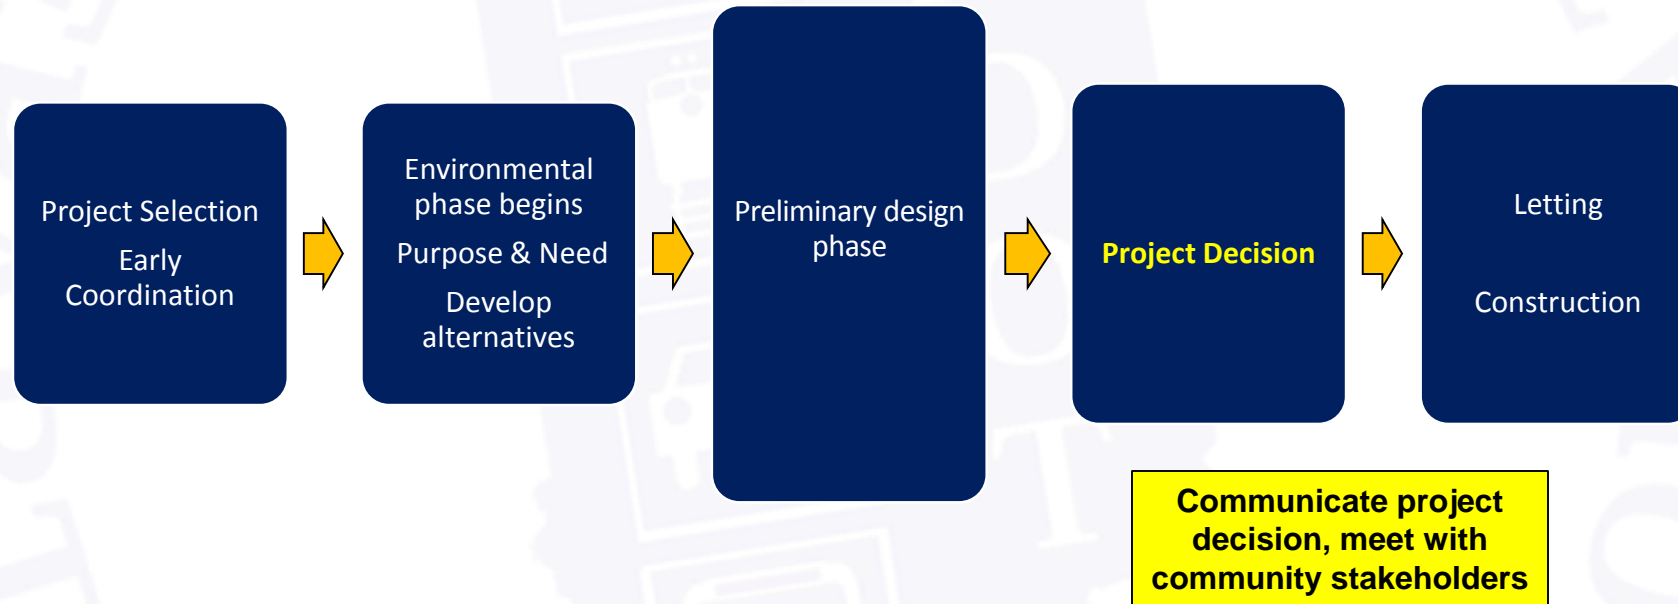 Project Selection
Early
Coordination
Environmental
phase begins
Purpose & Need
Develop
alternatives
Preliminary design
phase
Project Decision
Letting
Construction
Communicate project
decision, meet with
community stakeholders